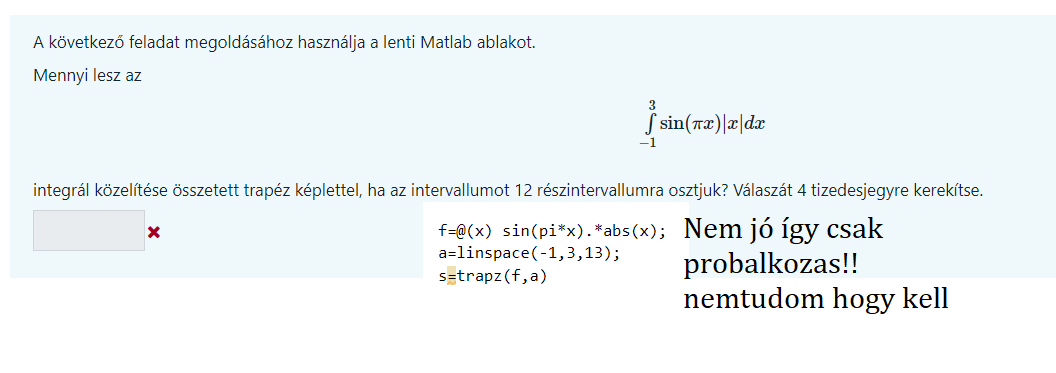 A következő feladat megoldásához használja a lenti Matlab ablakot.
Mennyi lesz az
∫_{-1}^{3} sin(πx)|x|dx
integrál közelítése összetett trapéz képlettel, ha az intervallumot 12 részintervallumra osztjuk? Válaszát 4 tizedesjegyre kerekítse.
f=@(x) sin(pi*x).*abs(x);
a=linspace(-1,3,13);
s=trapz(f,a)
Nem jó így csak
probalkozas!!
nemtudom hogy kell